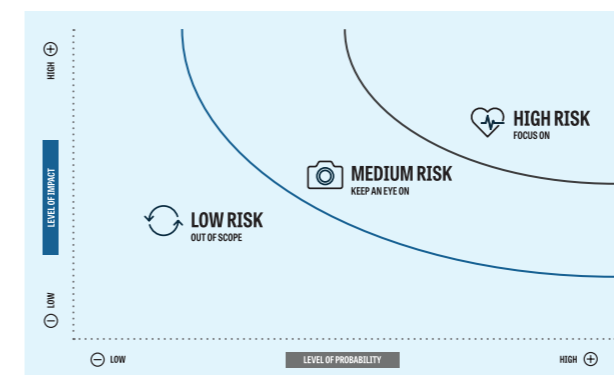 HIGH
HIGH RISK
FOCUS ON
MEDIUM RISK
KEEP AN EYE ON
LEVEL OF IMPACT
LOW RISK
OUT OF SCOPE
LOW
LOW
LEVEL OF PROBABILITY
HIGH